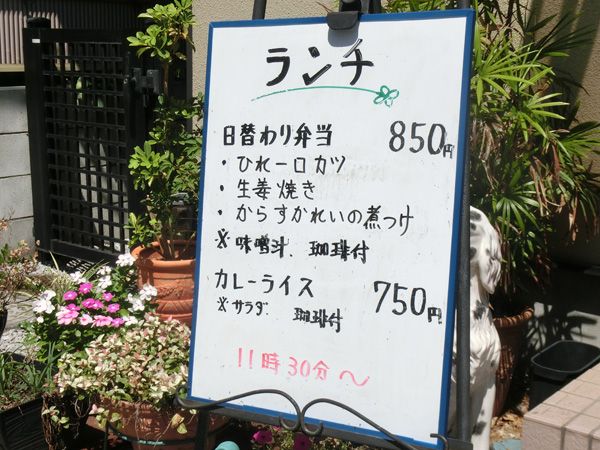 ランチ
日替わり弁当 850円
・ひれ一口カツ
・生姜焼き
・からすかれいの煮つけ
※味噌汁、珈琲付
カレーライス 750円
※サラダ 珈琲付
11時30分〜